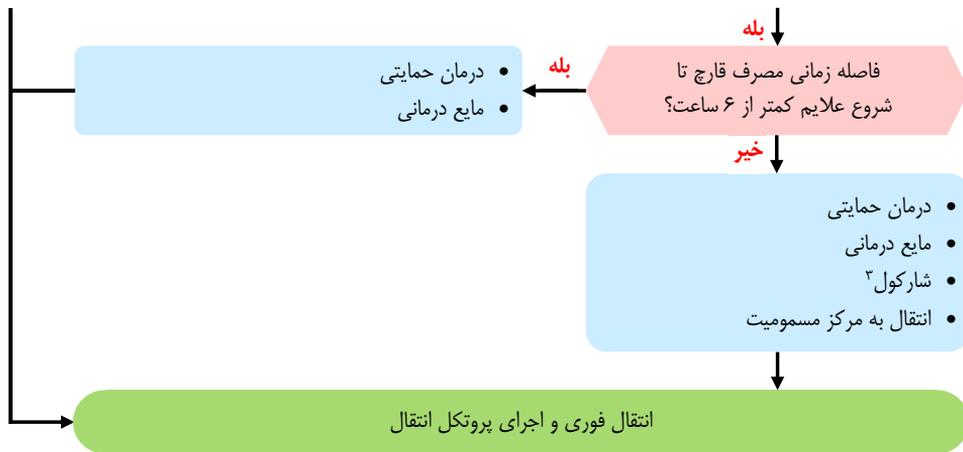 بله
فاصله زمانی مصرف قارچ تا
شروع علایم کمتر از ۶ ساعت؟
بله
• درمان حمایتی
• مایع درمانی
خیر
• درمان حمایتی
• مایع درمانی
• شارکول۳
• انتقال به مرکز مسمومیت
انتقال فوری و اجرای پروتکل انتقال